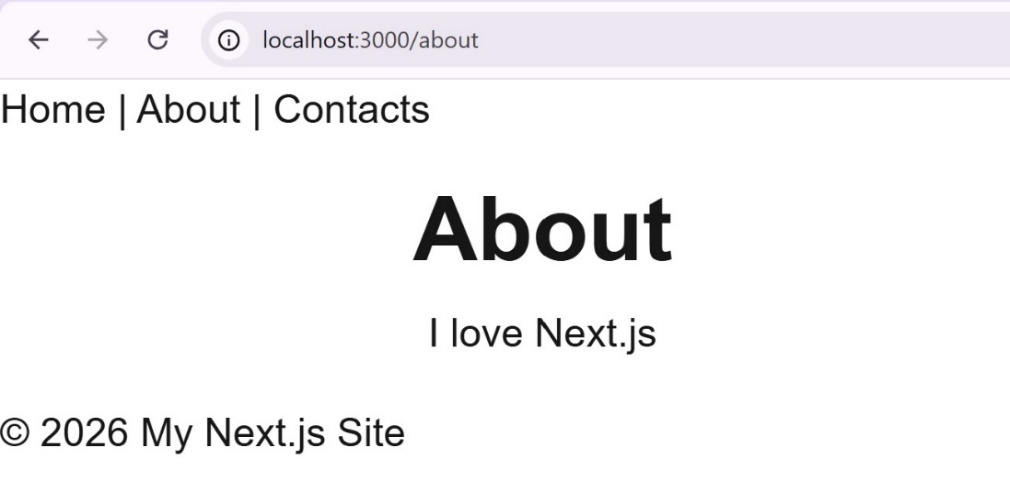 localhost:3000/about
Home | About | Contacts
About
I love Next.js
© 2026 My Next.js Site